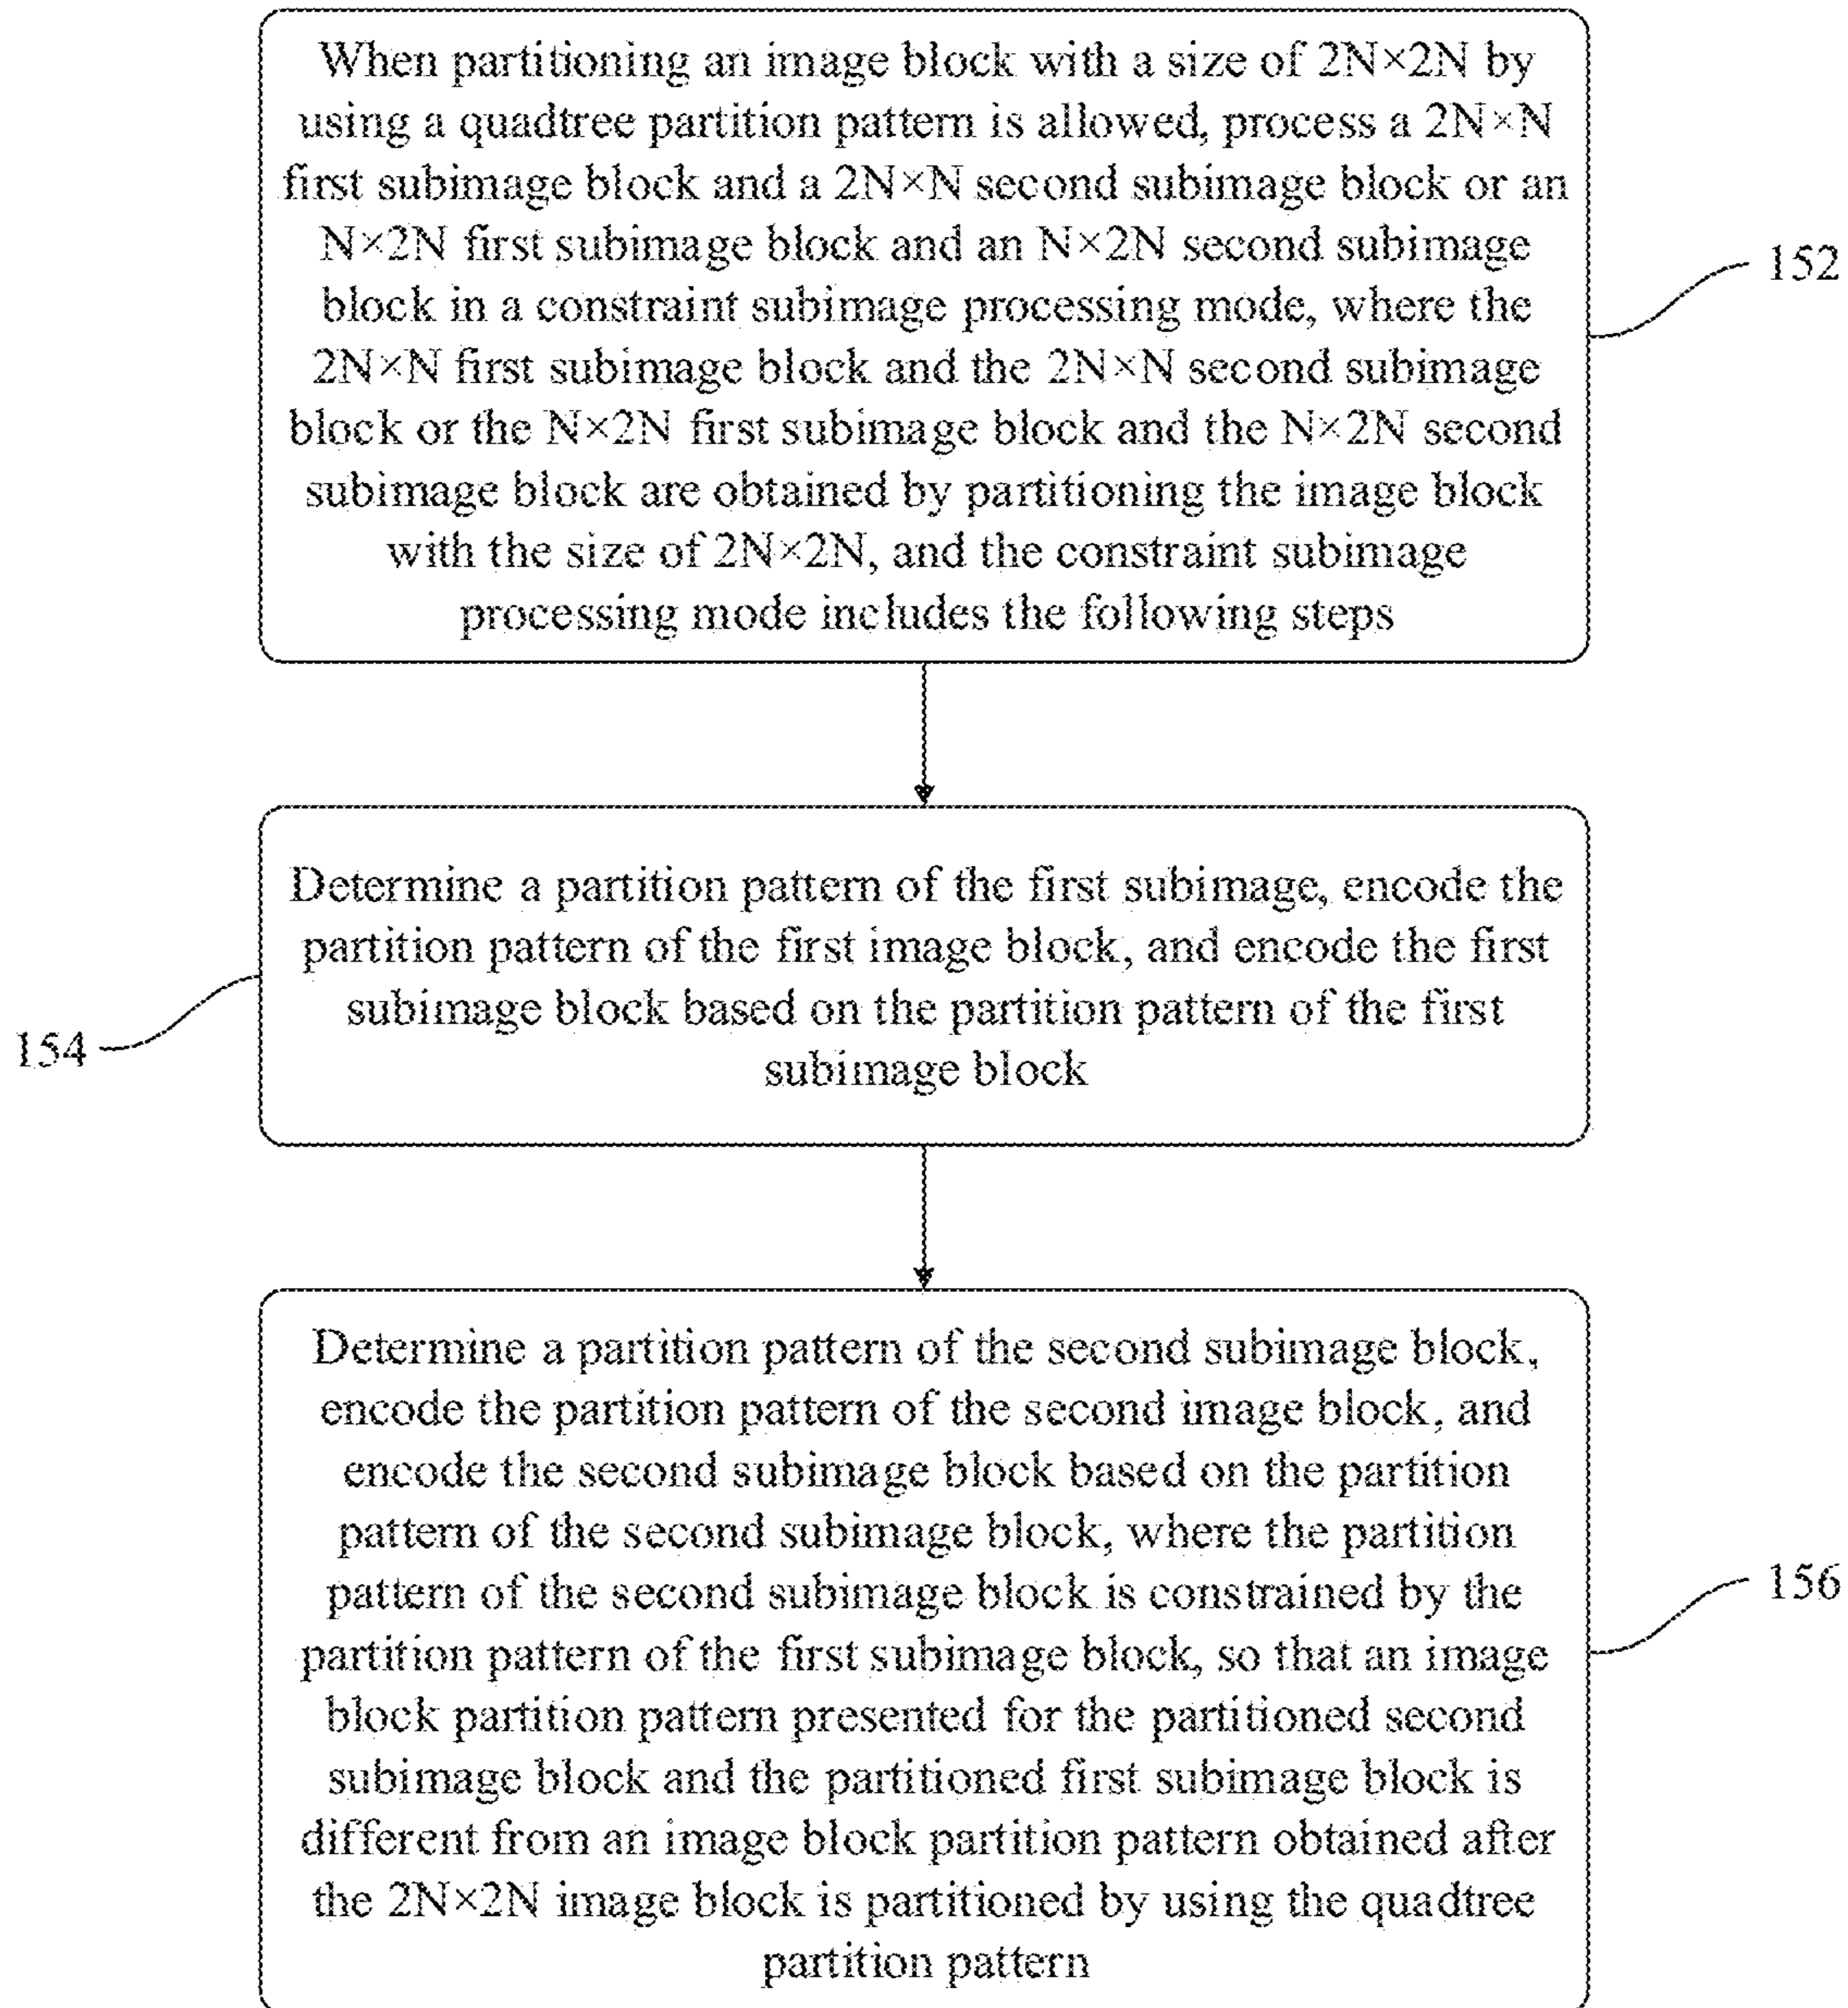 When partitioning an image block with a size of 2N×2N by
using a quadtree partition pattern is allowed, process a 2N×N
first subimage block and a 2N×N second subimage block or an
N×2N first subimage block and an N×2N second subimage
block in a constraint subimage processing mode, where the
2N×N first subimage block and the 2N×N second subimage
block or the N×2N first subimage block and the N×2N second
subimage block are obtained by partitioning the image block
with the size of 2N×2N, and the constraint subimage
processing mode includes the following steps
152
Determine a partition pattern of the first subimage, encode the
partition pattern of the first image block, and encode the first
subimage block based on the partition pattern of the first
subimage block
154
Determine a partition pattern of the second subimage block,
encode the partition pattern of the second image block, and
encode the second subimage block based on the partition
pattern of the second subimage block, where the partition
pattern of the second subimage block is constrained by the
partition pattern of the first subimage block, so that an image
block partition pattern presented for the partitioned second
subimage block and the partitioned first subimage block is
different from an image block partition pattern obtained after
the 2N×2N image block is partitioned by using the quadtree
partition pattern
156